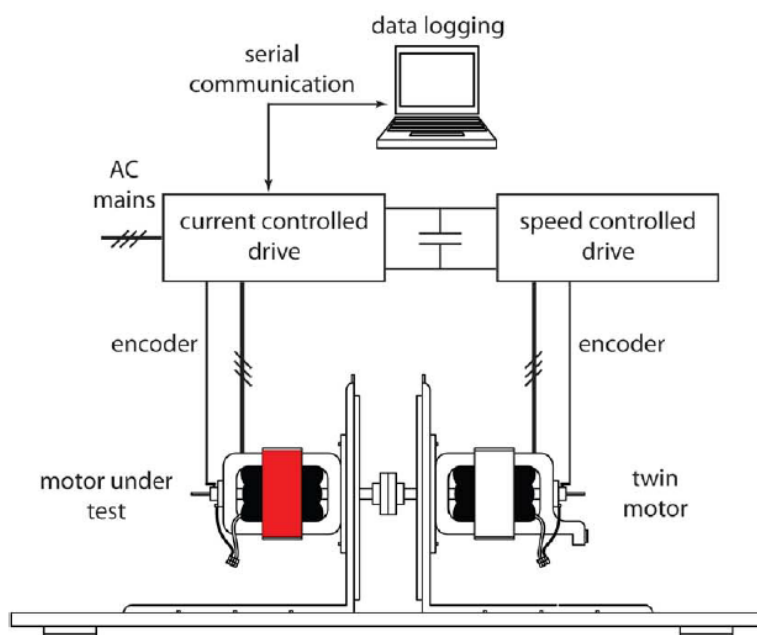 data logging
serial
communication
AC
mains
current controlled
drive
speed controlled
drive
encoder
encoder
motor under
test
twin
motor